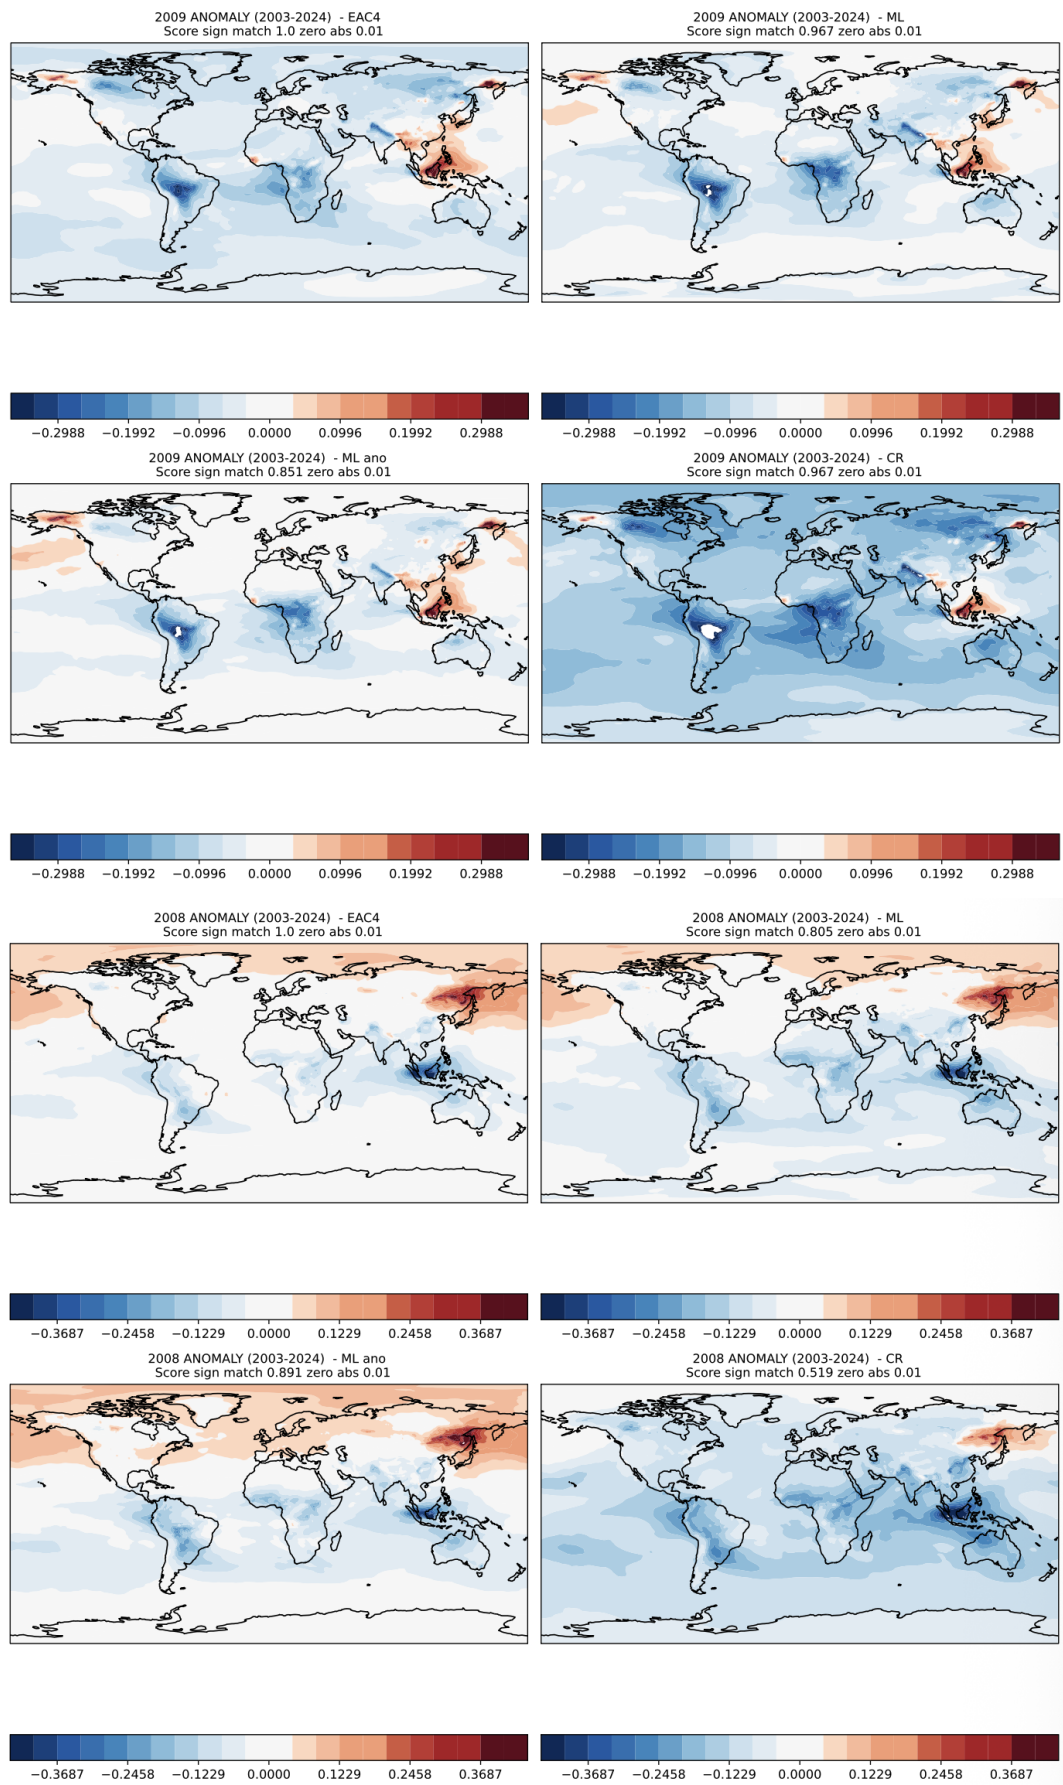 2009 ANOMALY (2003-2024)  - EAC4
Score sign match 1.0 zero abs 0.01
2009 ANOMALY (2003-2024)  - ML
Score sign match 0.967 zero abs 0.01
−0.2988 −0.1992 −0.0996 0.0000 0.0996 0.1992 0.2988
−0.2988 −0.1992 −0.0996 0.0000 0.0996 0.1992 0.2988
2009 ANOMALY (2003-2024)  - ML ano
Score sign match 0.851 zero abs 0.01
2009 ANOMALY (2003-2024)  - CR
Score sign match 0.967 zero abs 0.01
−0.2988 −0.1992 −0.0996 0.0000 0.0996 0.1992 0.2988
−0.2988 −0.1992 −0.0996 0.0000 0.0996 0.1992 0.2988
2008 ANOMALY (2003-2024)  - EAC4
Score sign match 1.0 zero abs 0.01
2008 ANOMALY (2003-2024)  - ML
Score sign match 0.805 zero abs 0.01
−0.3687 −0.2458 −0.1229 0.0000 0.1229 0.2458 0.3687
−0.3687 −0.2458 −0.1229 0.0000 0.1229 0.2458 0.3687
2008 ANOMALY (2003-2024)  - ML ano
Score sign match 0.891 zero abs 0.01
2008 ANOMALY (2003-2024)  - CR
Score sign match 0.519 zero abs 0.01
−0.3687 −0.2458 −0.1229 0.0000 0.1229 0.2458 0.3687
−0.3687 −0.2458 −0.1229 0.0000 0.1229 0.2458 0.3687